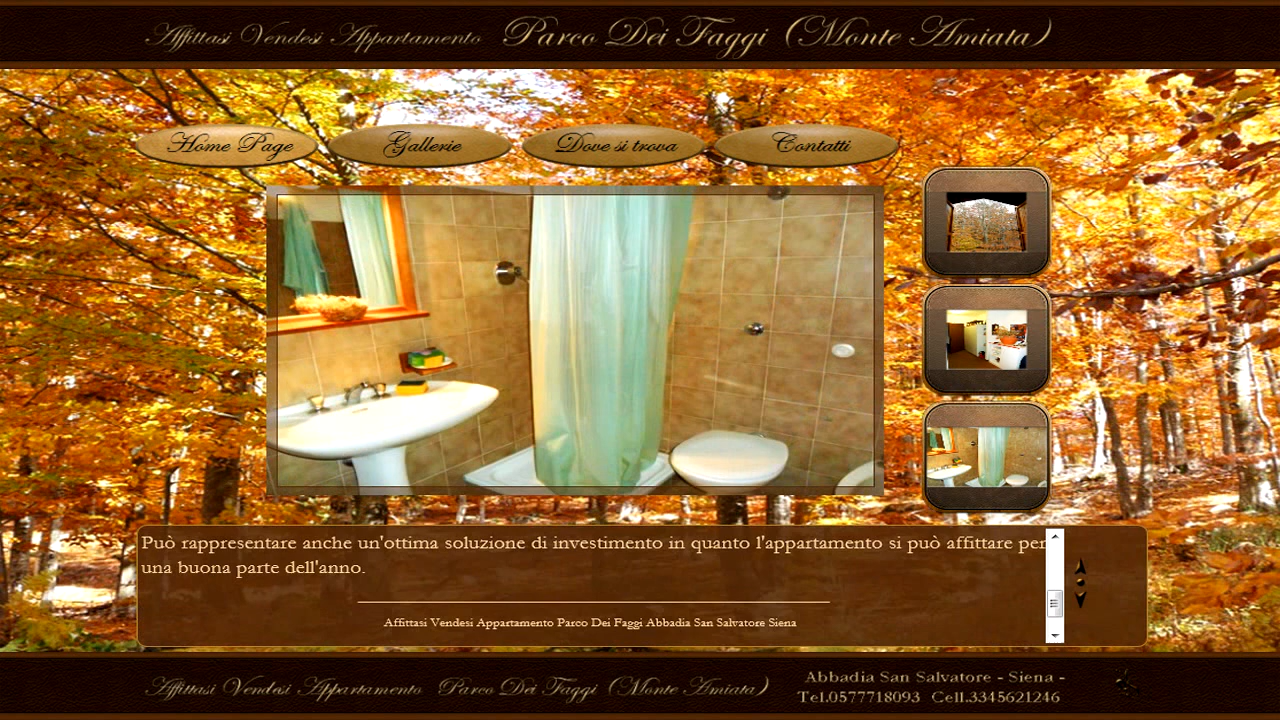 Affittasi Vendesi Appartamento Parco Dei Faggi (Monte Amiata)
Home Page
Gallerie
Dove si trova
Contatti
Può rappresentare anche un'ottima soluzione di investimento in quanto l'appartamento si può affittare per
una buona parte dell'anno.
Affittasi Vendesi Appartamento Parco Dei Faggi Abbadia San Salvatore Siena
Affittasi Vendesi Appartamento Parco Dei Faggi (Monte Amiata)
Abbadia San Salvatore - Siena -
Tel.0577718093 Cell.3345621246